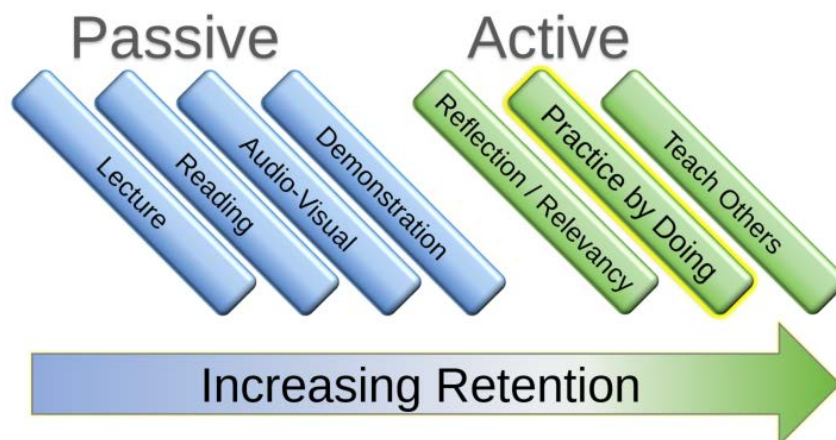 Passive
Active
Lecture
Reading
Audio-Visual
Demonstration
Reflection / Relevancy
Practice by Doing
Teach Others
Increasing Retention